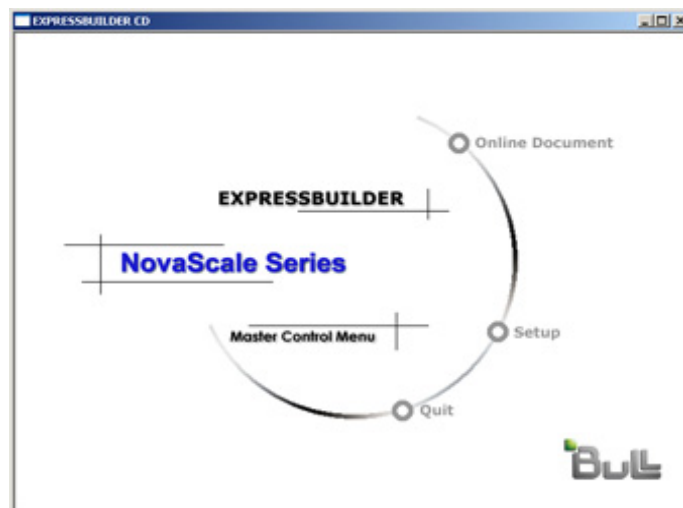 EXPRESSBUILDER CD
Online Document
EXPRESSBUILDER
NovaScale Series
Master Control Menu
Setup
Quit
Bull